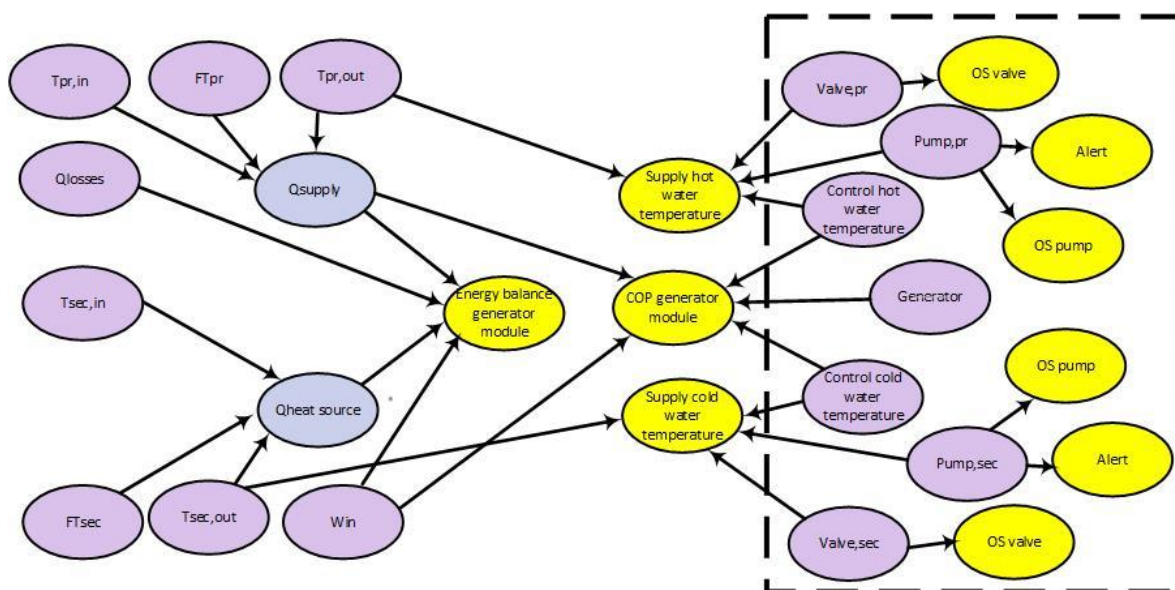 Tpr,in
FTpr
Tpr,out
Valve,pr
OS valve
Pump,pr
Alert
Qlosses
Qsupply
Supply hot
water
temperature
Control hot
water
temperature
OS pump
Tsec,in
Energy balance
generator
module
COP generator
module
Generator
Qheat source
Supply cold
water
temperature
Control cold
water
temperature
OS pump
Pump,sec
Alert
FTsec
Tsec,out
Win
Valve,sec
OS valve